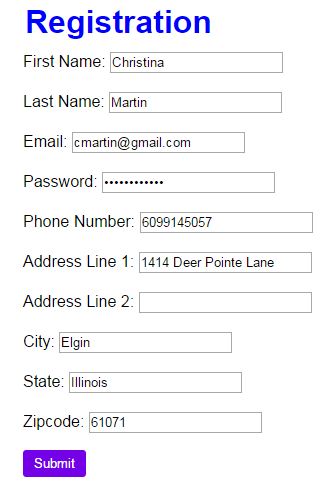 Registration
First Name: Christina
Last Name: Martin
Email: cmartin@gmail.com
Password: ••••••••••••
Phone Number: 6099145057
Address Line 1: 1414 Deer Pointe Lane
Address Line 2:
City: Elgin
State: Illinois
Zipcode: 61071
Submit